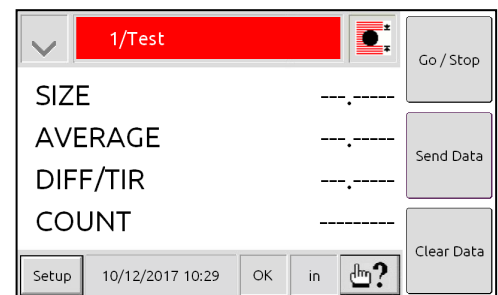 1/Test
Go / Stop
SIZE ---.-----
AVERAGE ---.-----
Send Data
DIFF/TIR ---.-----
COUNT ---------
Clear Data
Setup 10/12/2017 10:29 OK in ?